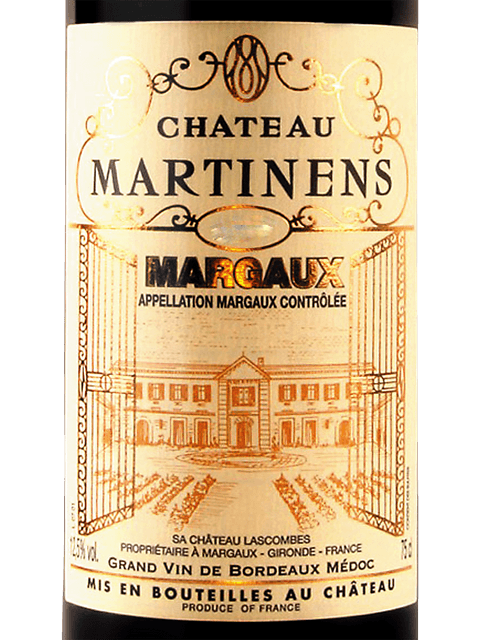 CHATEAU
MARTINENS
MARGAUX
APPELLATION MARGAUX CONTRÔLÉE
SA CHÂTEAU LASCOMBES
PROPRIÉTAIRE À MARGAUX - GIRONDE - FRANCE
12,5% vol.
75 cl
GRAND VIN DE BORDEAUX MÉDOC
MIS EN BOUTEILLES AU CHÂTEAU
PRODUCE OF FRANCE